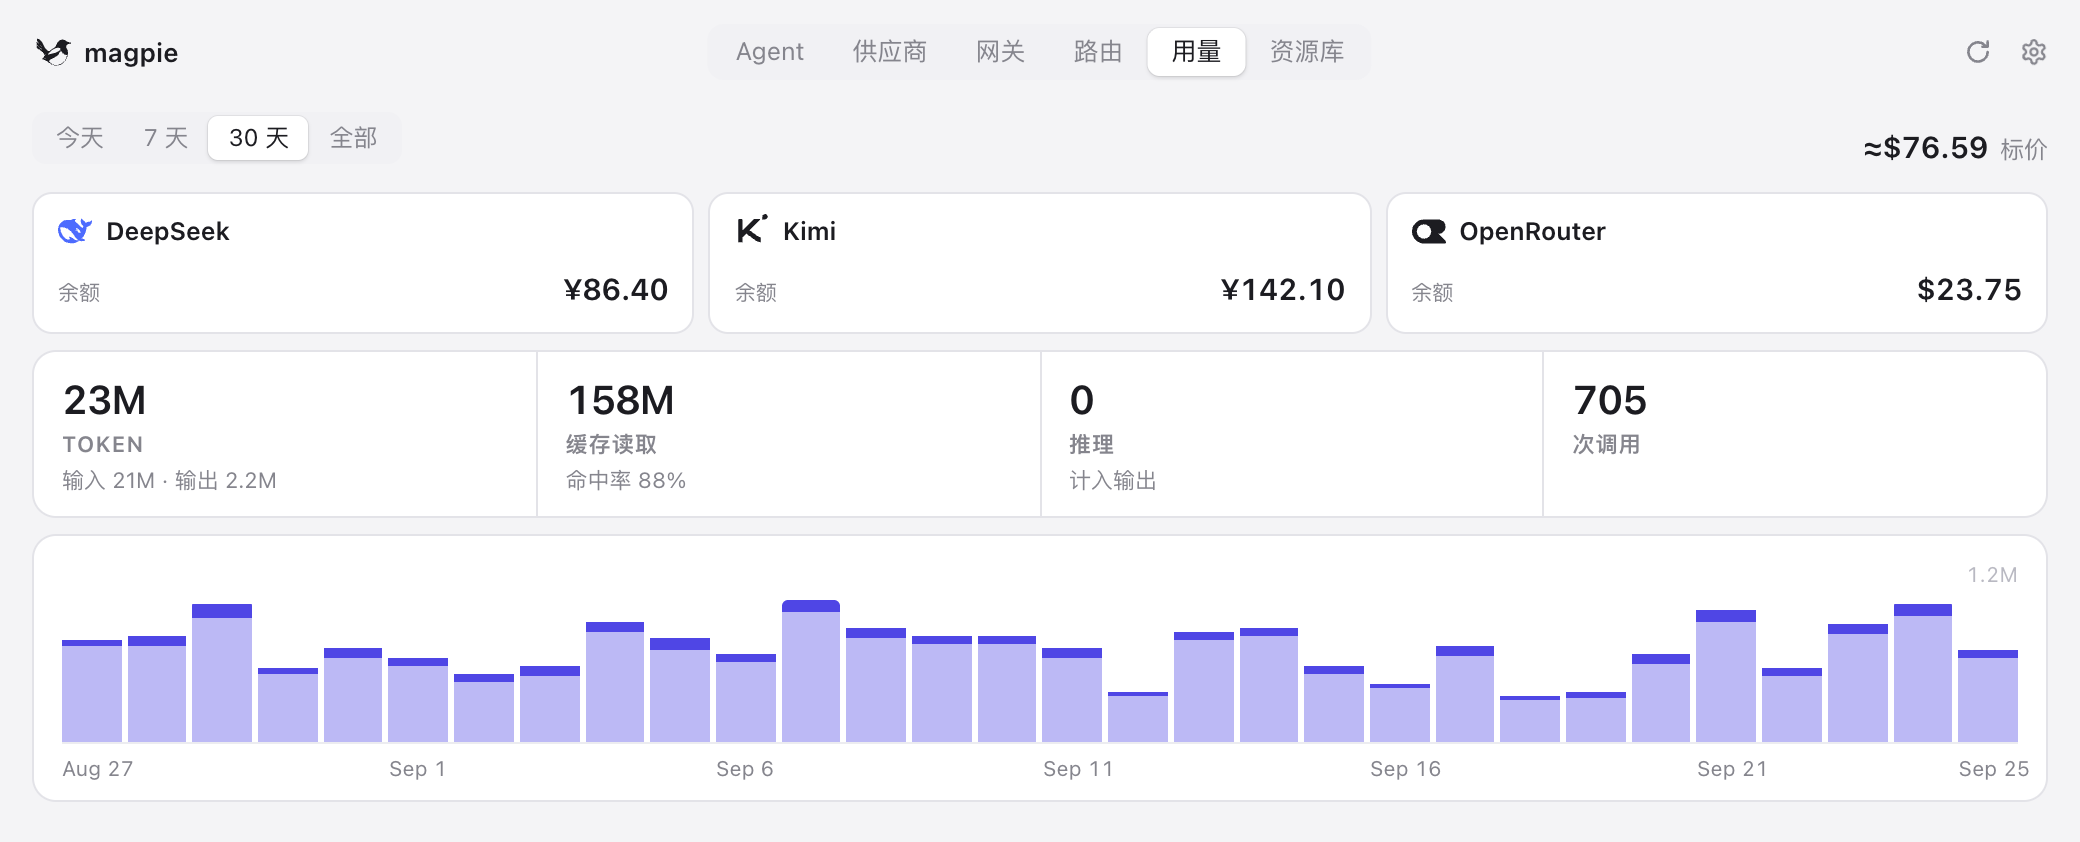 magpie
Agent 供应商 网关 路由 用量 资源库
今天 7 天 30 天 全部
≈$76.59 标价
DeepSeek
余额 ¥86.40
Kimi
余额 ¥142.10
OpenRouter
余额 $23.75
23M
TOKEN
输入 21M · 输出 2.2M
158M
缓存读取
命中率 88%
0
推理
计入输出
705
次调用
1.2M
Aug 27 Sep 1 Sep 6 Sep 11 Sep 16 Sep 21 Sep 25